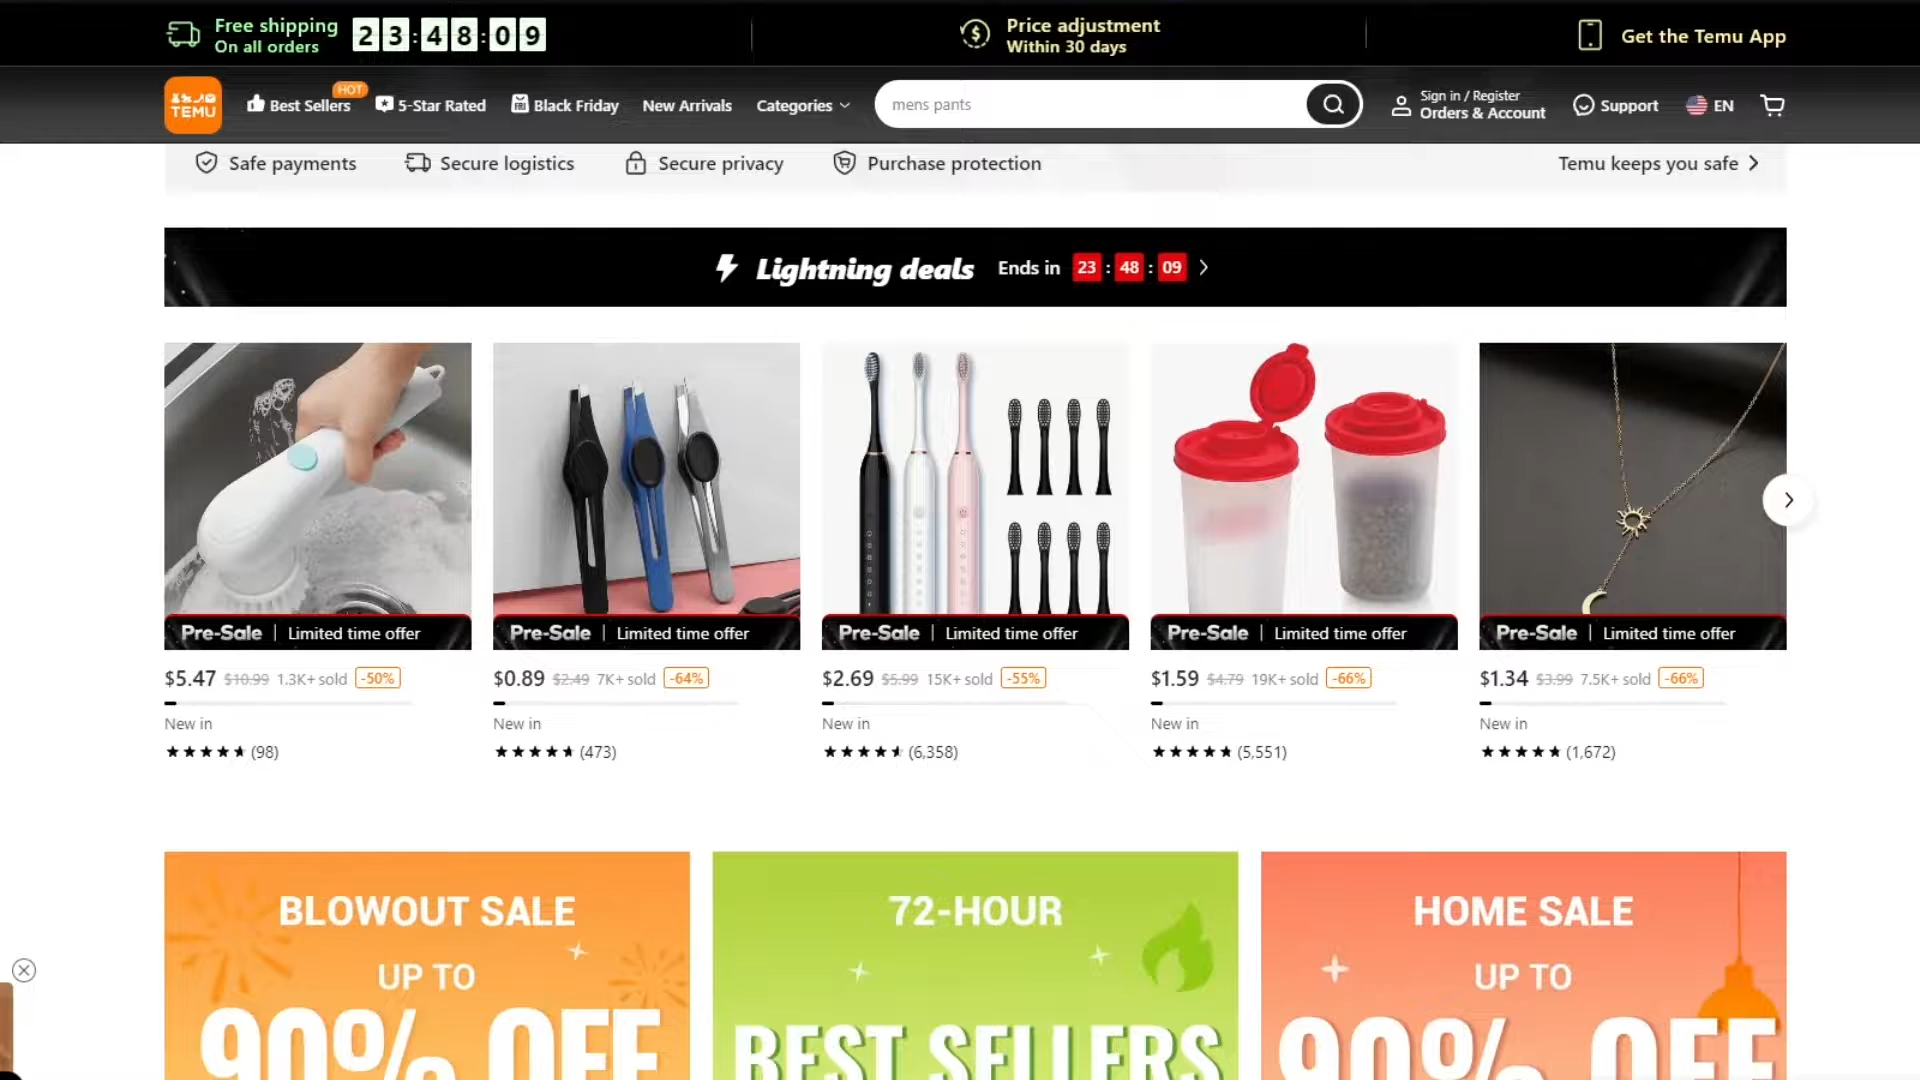 Free shipping
On all orders
23:48:09
Price adjustment
Within 30 days
Get the Temu App
TEMU
Best Sellers
HOT
5-Star Rated
Black Friday
New Arrivals
Categories
mens pants
Sign in / Register
Orders & Account
Support
EN
Safe payments
Secure logistics
Secure privacy
Purchase protection
Temu keeps you safe
Lightning deals Ends in 23 : 48 : 09
Pre-Sale | Limited time offer
$5.47 $10.99 1.3K+ sold -50%
New in
(98)
Pre-Sale | Limited time offer
$0.89 $2.49 7K+ sold -64%
New in
(473)
Pre-Sale | Limited time offer
$2.69 $5.99 15K+ sold -55%
New in
(6,358)
Pre-Sale | Limited time offer
$1.59 $4.79 19K+ sold -66%
New in
(5,551)
Pre-Sale | Limited time offer
$1.34 $3.99 7.5K+ sold -66%
New in
(1,672)
BLOWOUT SALE
UP TO
90% OFF
72-HOUR
BEST SELLERS
HOME SALE
UP TO
90% OFF